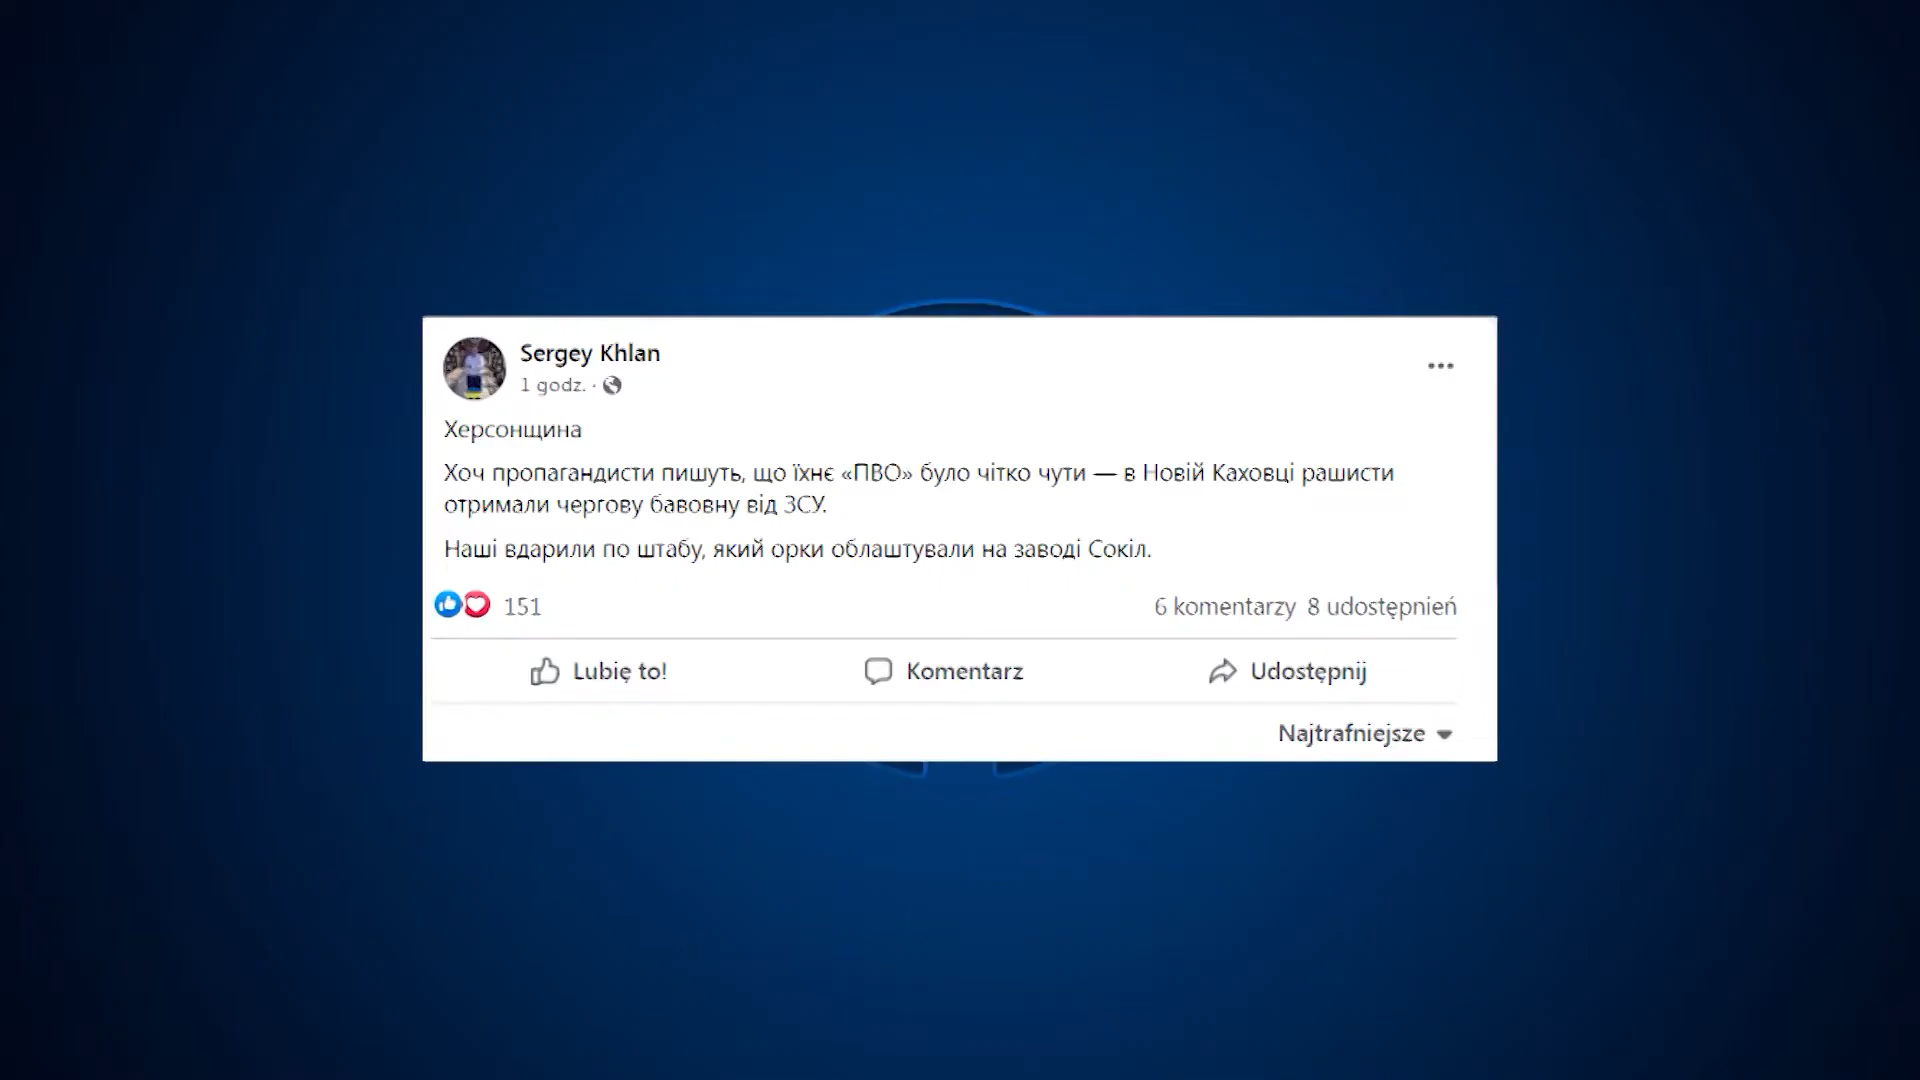 Sergey Khlan
1 godz. ·
Херсонщина
Хоч пропагандисти пишуть, що їхнє «ПВО» було чітко чути — в Новій Каховці рашисти
отримали чергову бавовну від ЗСУ.
Наші вдарили по штабу, який орки облаштували на заводі Сокіл.
151
6 komentarzy 8 udostępnień
Lubię to!
Komentarz
Udostępnij
Najtrafniejsze